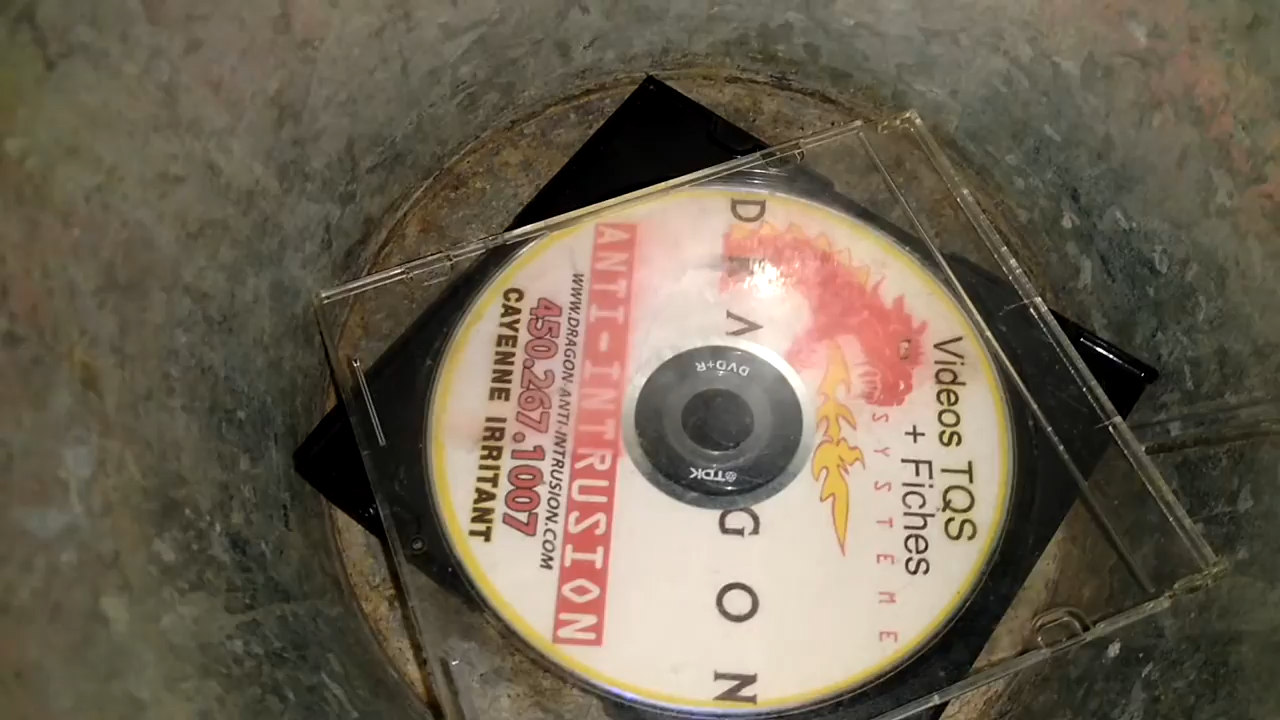 Videos TQS
+ Fiches
SYSTEME
DRAGON
DVD+R
TDK
ANTI-INTRUSION
WWW.DRAGON-ANTI-INTRUSION.COM
450.267.1007
CAYENNE IRRITANT